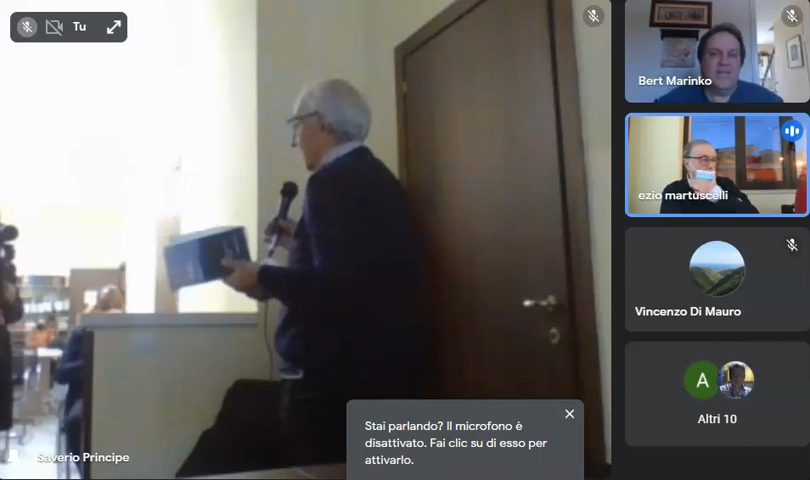 Tu
Bert Marinko
ezio martuscelli
Vincenzo Di Mauro
A
Altri 10
Saverio Principe
Stai parlando? Il microfono è
disattivato. Fai clic su di esso per
attivarlo.